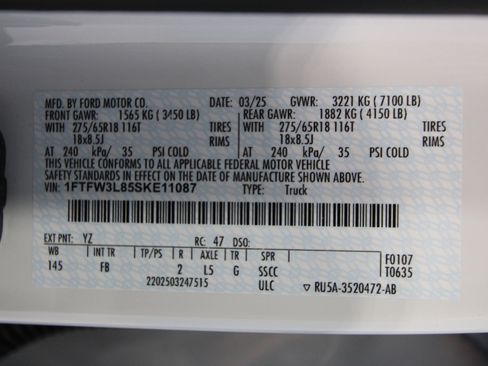 MFD. BY FORD MOTOR CO. DATE: 03/25 GVWR: 3221 KG ( 7100 LB)
FRONT GAWR: 1565 KG ( 3450 LB) REAR GAWR: 1882 KG ( 4150 LB)
WITH 275/65R18 116T TIRES WITH 275/65R18 116T TIRES
18x8.5J RIMS 18x8.5J RIMS
AT 240 kPa/ 35 PSI COLD AT 240 kPa/ 35 PSI COLD
THIS VEHICLE CONFORMS TO ALL APPLICABLE FEDERAL MOTOR VEHICLE
SAFETY STANDARDS IN EFFECT ON THE DATE OF MANUFACTURE SHOWN ABOVE.
VIN: 1FTFW3L85SKE11087 TYPE: Truck
EXT PNT: YZ RC: 47 DSO:
WB INT TR TP/PS R AXLE TR SPR F0107
145 FB 2 L5 G SSCC T0635
2202503247515 ULC ▽ RU5A-3520472-AB